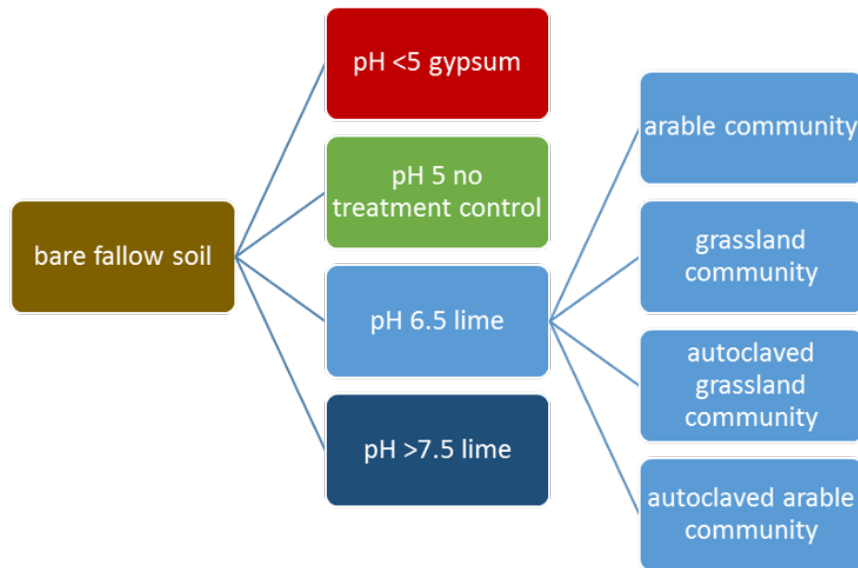 bare fallow soil
pH <5 gypsum
pH 5 no
treatment control
pH 6.5 lime
pH >7.5 lime
arable community
grassland
community
autoclaved
grassland
community
autoclaved arable
community